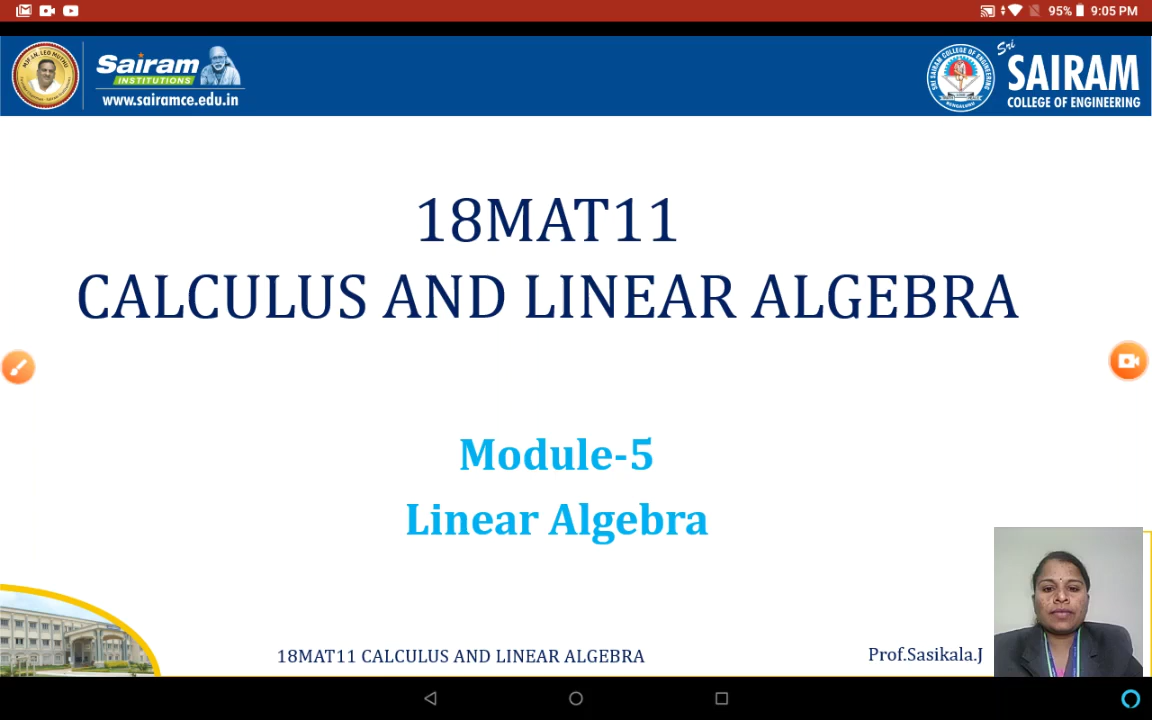 95% 9:05 PM
Sairam
INSTITUTIONS
www.sairamce.edu.in
Sri
SAIRAM
COLLEGE OF ENGINEERING
18MAT11
CALCULUS AND LINEAR ALGEBRA
Module-5
Linear Algebra
18MAT11 CALCULUS AND LINEAR ALGEBRA
Prof.Sasikala.J